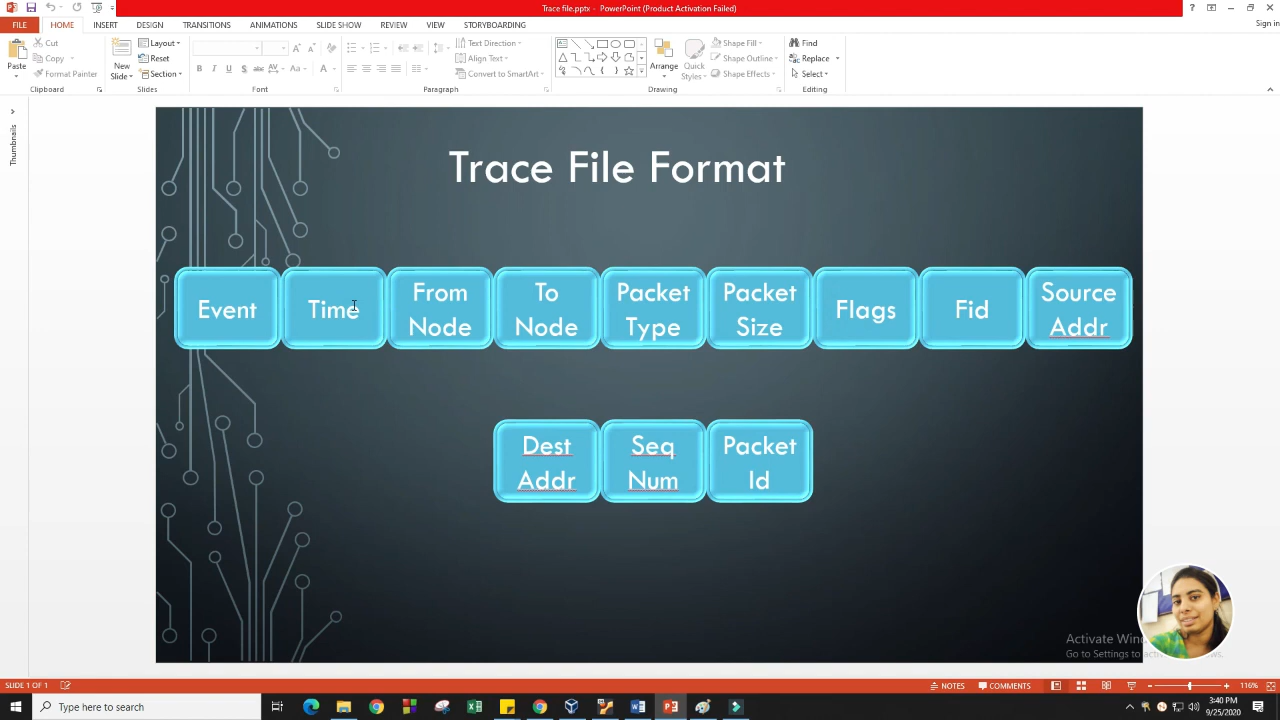 Trace file.pptx - PowerPoint (Product Activation Failed)
Sign in
FILE HOME INSERT DESIGN TRANSITIONS ANIMATIONS SLIDE SHOW REVIEW VIEW STORYBOARDING
Paste
Cut
Copy
Format Painter
Clipboard
New
Slide
Layout
Reset
Section
Slides
Font
Text Direction
Align Text
Convert to SmartArt
Paragraph
Arrange
Quick
Styles
Shape Fill
Shape Outline
Shape Effects
Drawing
Find
Replace
Select
Editing
Thumbnails
Trace File Format
Event
Time
From
Node
To
Node
Packet
Type
Packet
Size
Flags
Fid
Source
Addr
Dest
Addr
Seq
Num
Packet
Id
Activate Win
Go to Settings to
SLIDE 1 OF 1
NOTES COMMENTS 116%
Type here to search
3:40 PM
9/25/2020